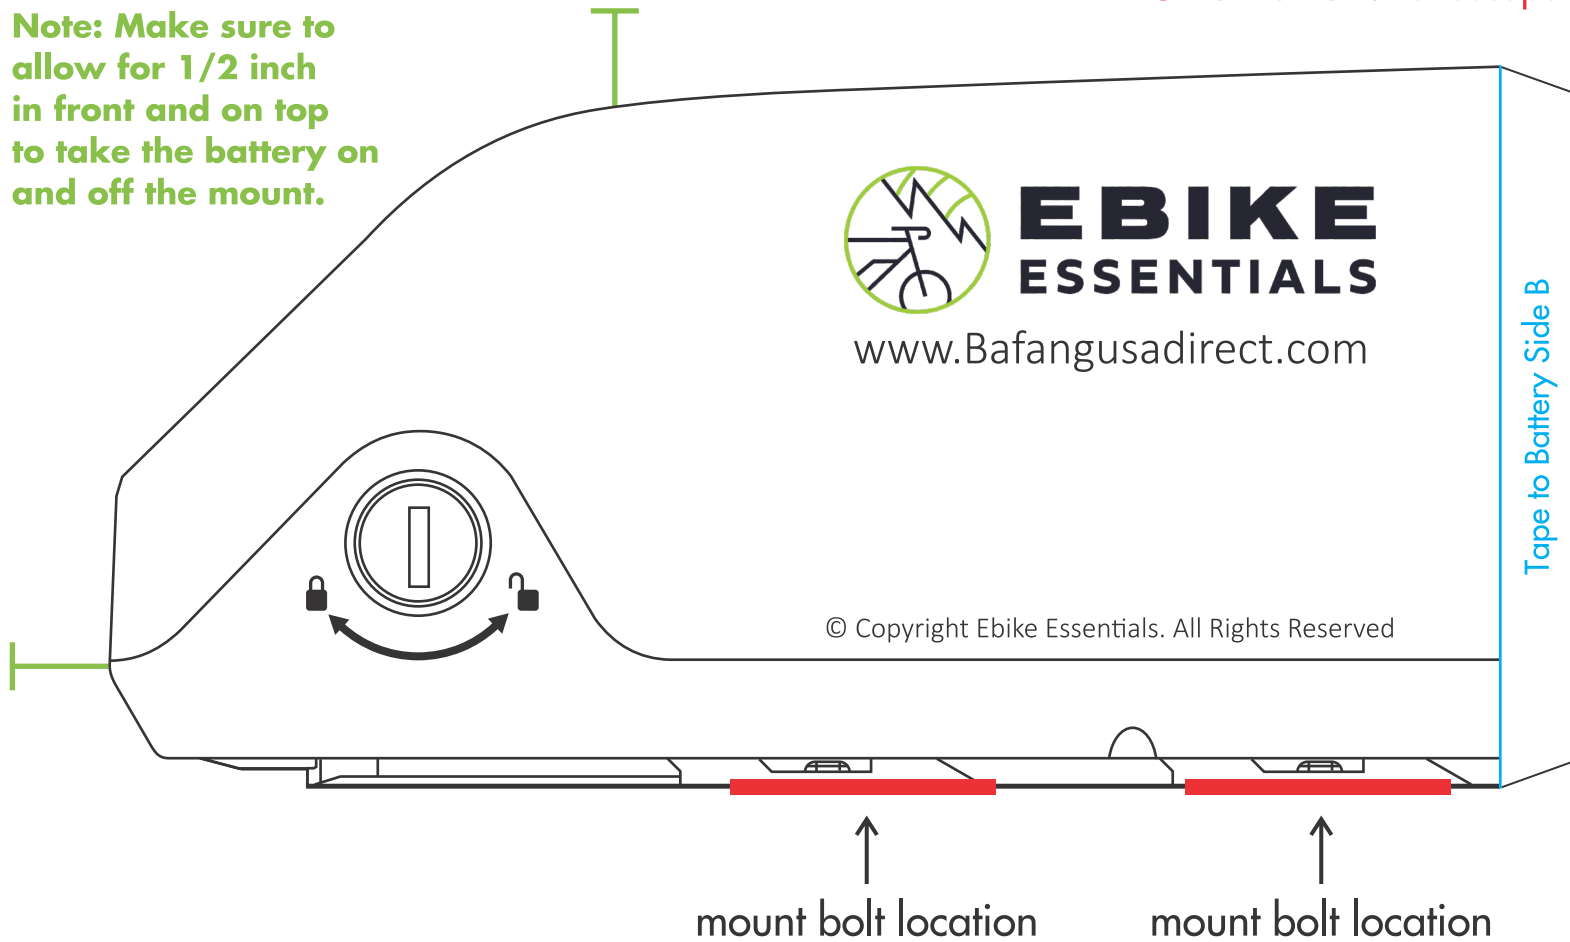 Note: Make sure to
allow for 1/2 inch
in front and on top
to take the battery on
and off the mount.
EBIKE
ESSENTIALS
www.Bafangusadirect.com
Tape to Battery Side B
© Copyright Ebike Essentials. All Rights Reserved
mount bolt location
mount bolt location